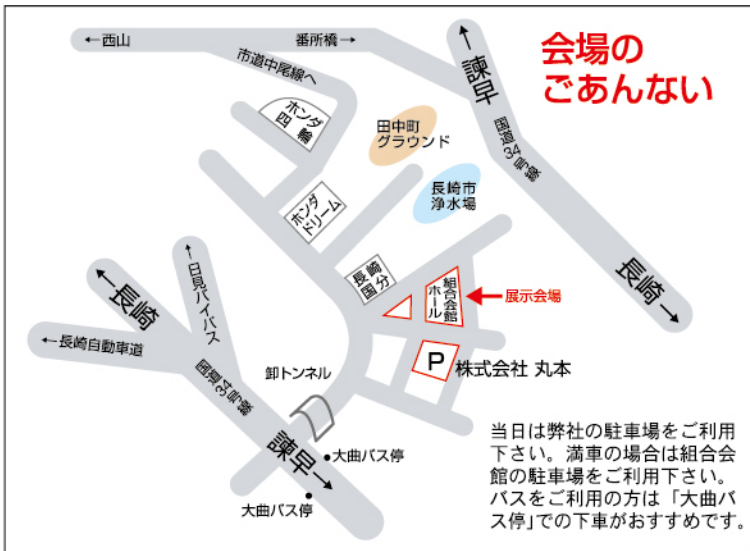 ←西山
番所橋→
市道中尾線へ
会場の
ごあんない
←諫早
国道34号線
長崎→
ホンダ
四輪
田中町
グラウンド
長崎市
浄水場
ホンダ
ドリーム
長崎
国分
組合会館
ホール
←展示会場
P
株式会社 丸本
←長崎
←日見バイパス
←長崎自動車道
国道34号線
諫早→
卸トンネル
●大曲バス停
大曲バス停
当日は弊社の駐車場をご利用
下さい。満車の場合は組合会
館の駐車場をご利用下さい。
バスをご利用の方は「大曲バ
ス停」での下車がおすすめです。